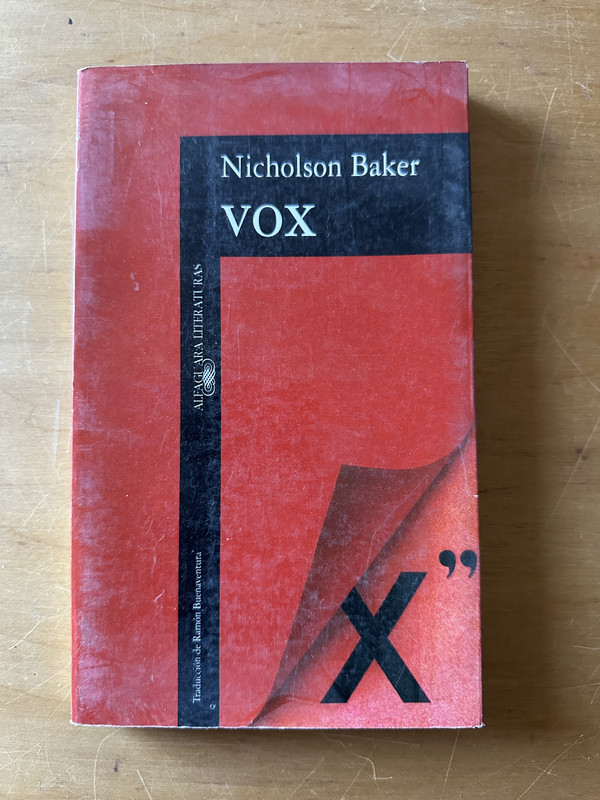 Nicholson Baker
VOX
ALFAGUARA LITERATURAS
Traducción de Ramón Buenaventura
X”